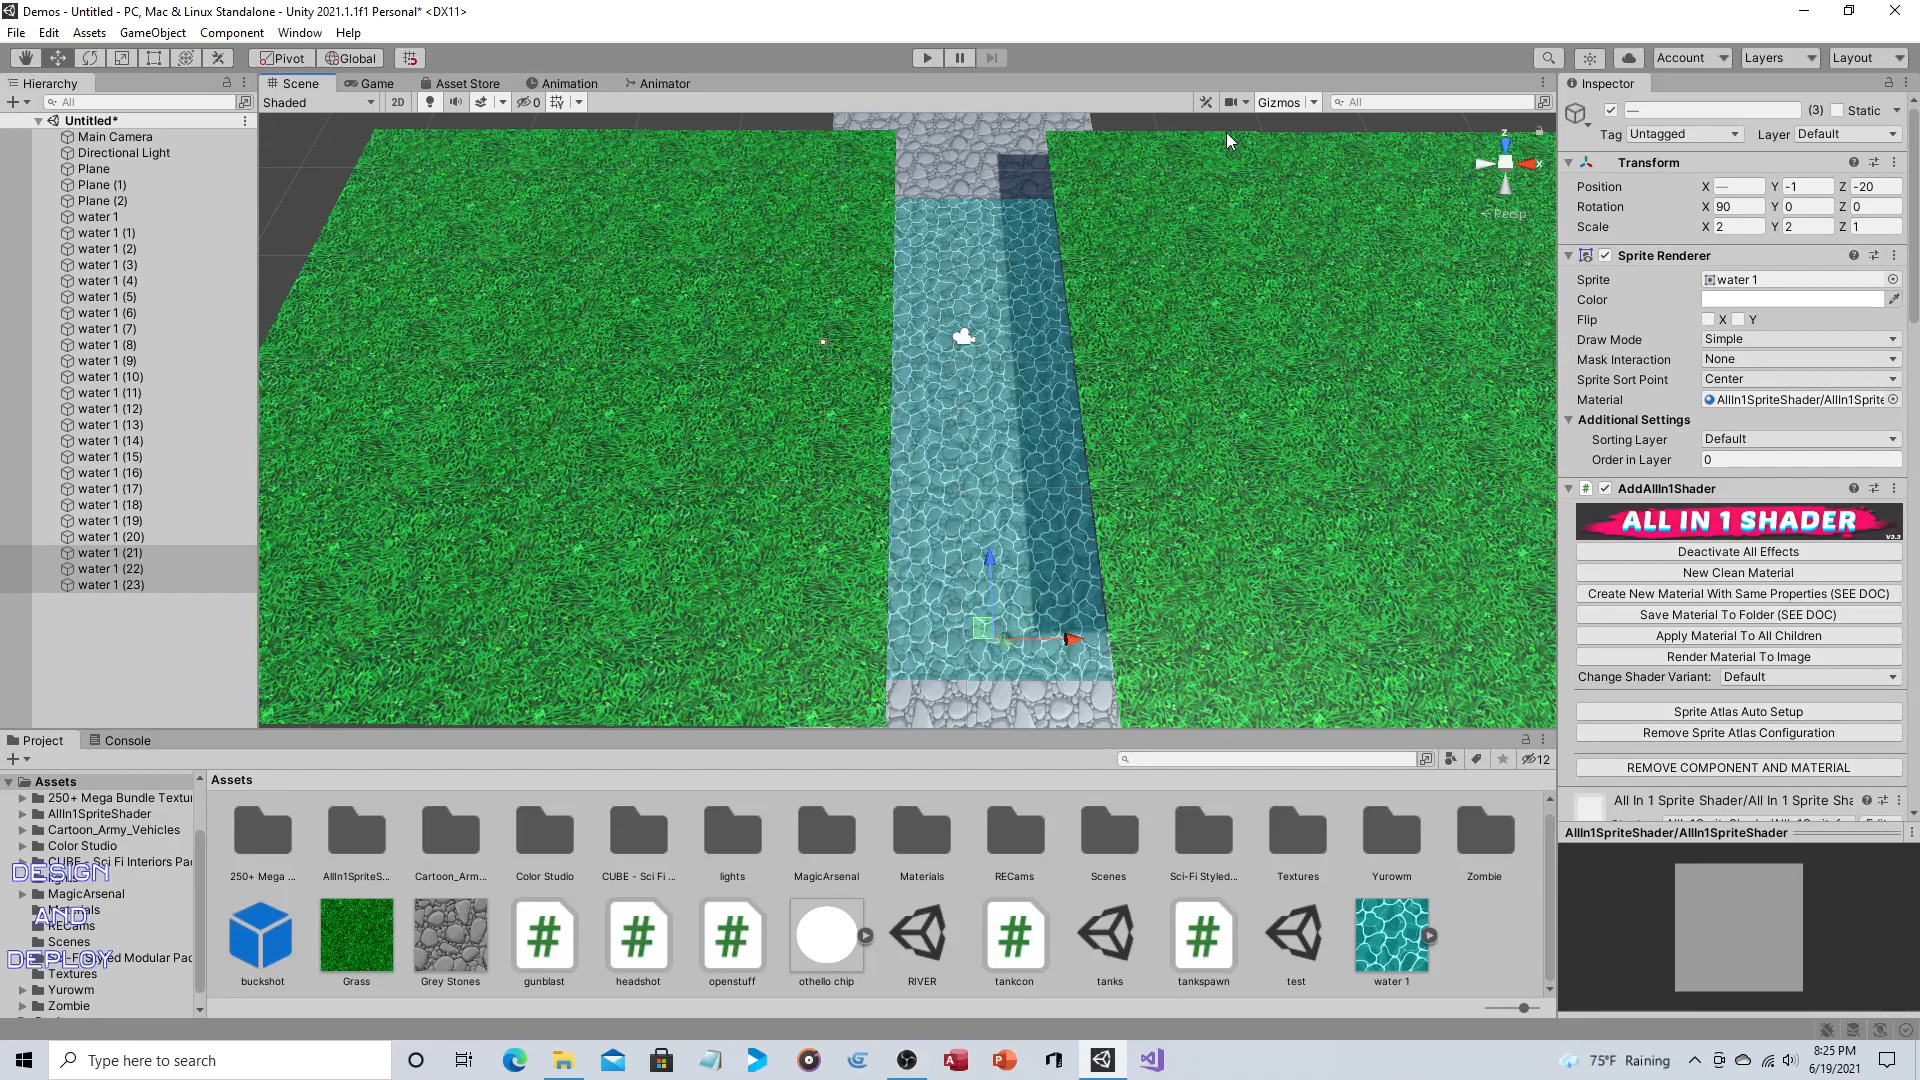 Demos - Untitled - PC, Mac & Linux Standalone - Unity 2021.1.1f1 Personal* <DX11>
File Edit Assets GameObject Component Window Help
Pivot Global Account Layers Layout
Hierarchy Scene Game Asset Store Animation Animator Inspector
All Shaded 2D 0 Gizmos All (3) Static
Tag Untagged Layer Default
Untitled*
Main Camera
Directional Light
Plane
Plane (1)
Plane (2)
water 1
water 1 (1)
water 1 (2)
water 1 (3)
water 1 (4)
water 1 (5)
water 1 (6)
water 1 (7)
water 1 (8)
water 1 (9)
water 1 (10)
water 1 (11)
water 1 (12)
water 1 (13)
water 1 (14)
water 1 (15)
water 1 (16)
water 1 (17)
water 1 (18)
water 1 (19)
water 1 (20)
water 1 (21)
water 1 (22)
water 1 (23)
z
x
Persp
Transform
Position X — Y -1 Z -20
Rotation X 90 Y 0 Z 0
Scale X 2 Y 2 Z 1
Sprite Renderer
Sprite water 1
Color
Flip X Y
Draw Mode Simple
Mask Interaction None
Sprite Sort Point Center
Material AllIn1SpriteShader/AllIn1Sprite
Additional Settings
Sorting Layer Default
Order in Layer 0
# AddAllIn1Shader
ALL IN 1 SHADER
V3.3
Deactivate All Effects
New Clean Material
Create New Material With Same Properties (SEE DOC)
Save Material To Folder (SEE DOC)
Apply Material To All Children
Render Material To Image
Change Shader Variant: Default
Sprite Atlas Auto Setup
Remove Sprite Atlas Configuration
REMOVE COMPONENT AND MATERIAL
All In 1 Sprite Shader/All In 1 Sprite Sha
AllIn1SpriteShader/AllIn1SpriteShader
Project Console
12
Assets
250+ Mega Bundle Textur
AllIn1SpriteShader
Cartoon_Army_Vehicles
Color Studio
CUBE - Sci Fi Interiors Pac
MagicArsenal
Materials
RECams
Scenes
Sci-Fi Styled Modular Pac
Textures
Yurowm
Zombie
DESIGN
AND
DEPLOY
Assets
250+ Mega ... AllIn1SpriteS... Cartoon_Arm... Color Studio CUBE - Sci Fi ... lights MagicArsenal Materials RECams Scenes Sci-Fi Styled... Textures Yurowm Zombie
buckshot Grass Grey Stones gunblast headshot openstuff othello chip RIVER tankcon tanks tankspawn test water 1
Type here to search
75°F Raining
8:25 PM
6/19/2021